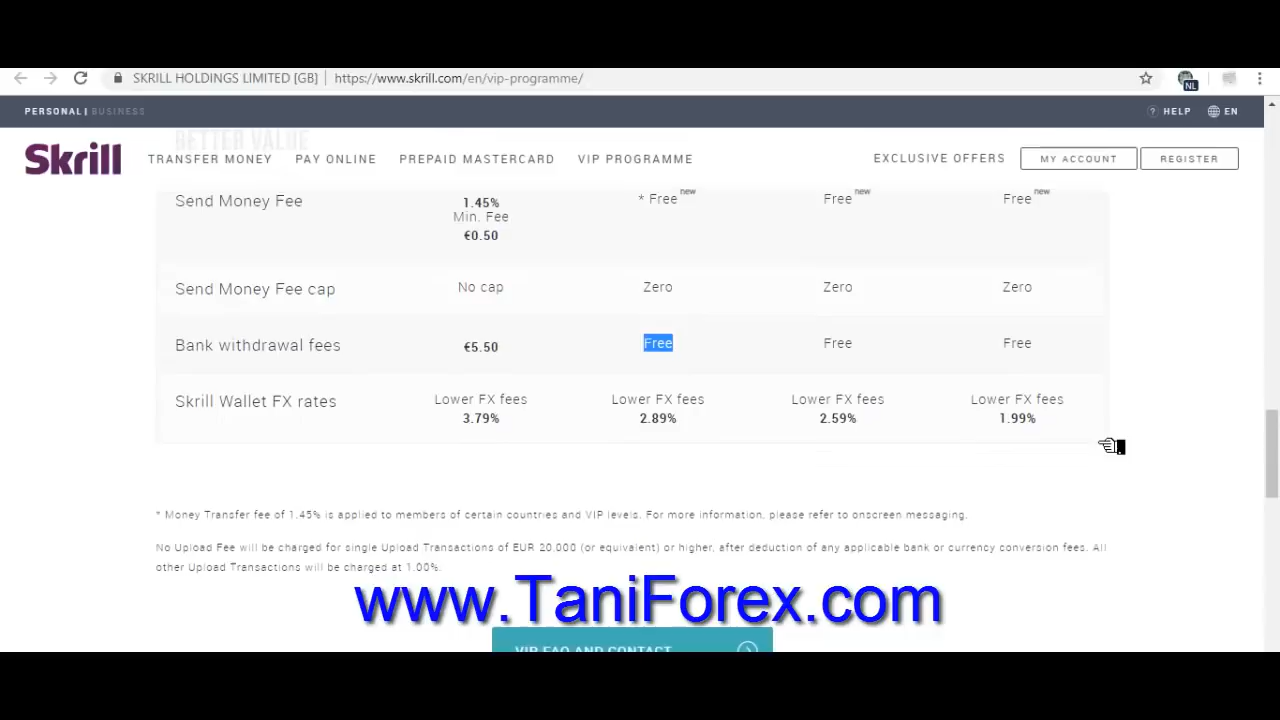 SKRILL HOLDINGS LIMITED [GB] | https://www.skrill.com/en/vip-programme/
NL
PERSONAL | BUSINESS
? HELP EN
BETTER VALUE
Skrill TRANSFER MONEY PAY ONLINE PREPAID MASTERCARD VIP PROGRAMME EXCLUSIVE OFFERS MY ACCOUNT REGISTER
Send Money Fee 1.45% * Free new Free new Free new
Min. Fee
€0.50
Send Money Fee cap No cap Zero Zero Zero
Bank withdrawal fees €5.50 Free Free Free
Skrill Wallet FX rates Lower FX fees Lower FX fees Lower FX fees Lower FX fees
3.79% 2.89% 2.59% 1.99%
* Money Transfer fee of 1.45% is applied to members of certain countries and VIP levels. For more information, please refer to onscreen messaging.
No Upload Fee will be charged for single Upload Transactions of EUR 20.000 (or equivalent) or higher, after deduction of any applicable bank or currency conversion fees. All
other Upload Transactions will be charged at 1.00%.
www.TaniForex.com
VIP FAQ AND CONTACT